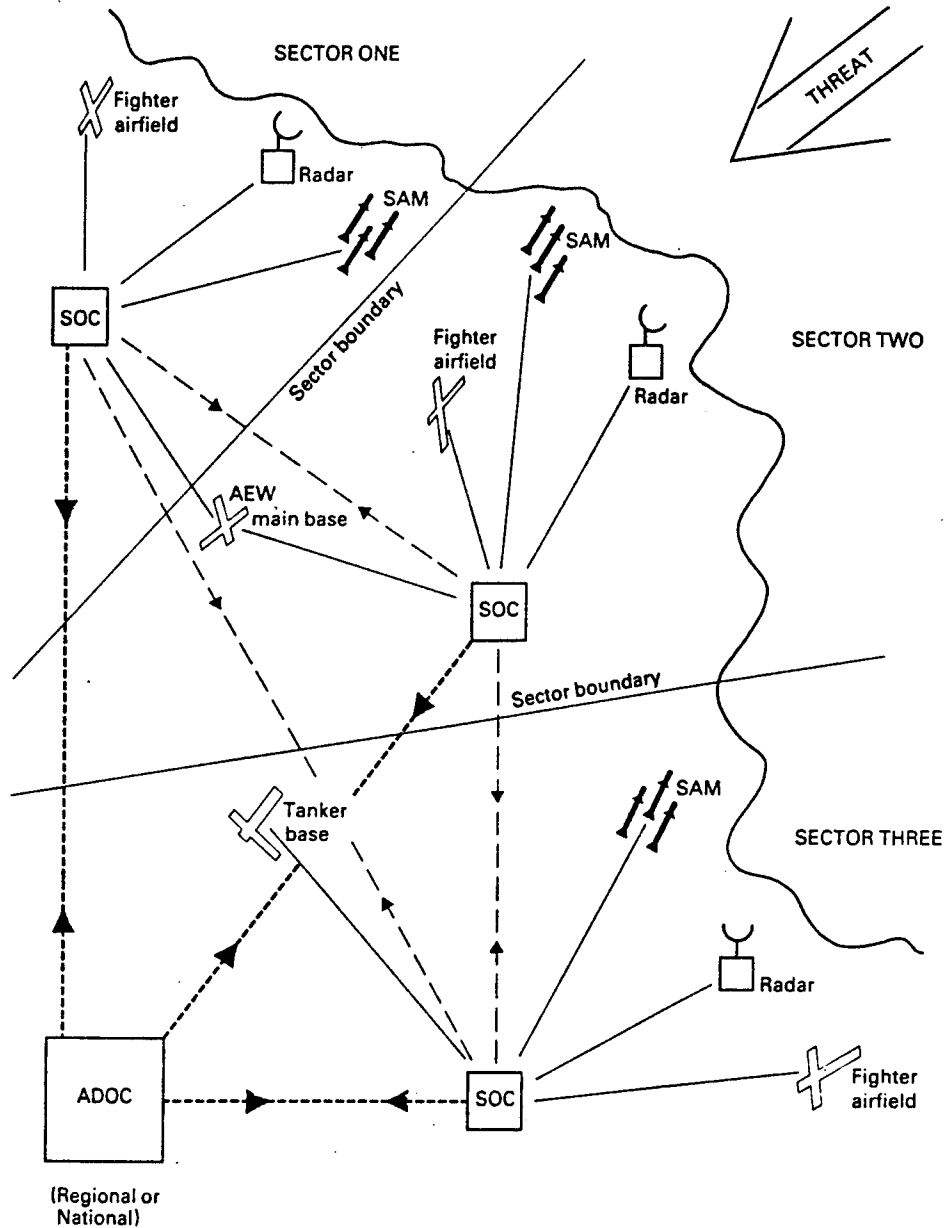 SECTOR ONE
THREAT
Fighter
airfield
Radar
SAM
SAM
SOC
Sector boundary
Fighter
airfield
SECTOR TWO
Radar
AEW
main base
SOC
Sector boundary
Tanker
base
SAM
SECTOR THREE
Radar
ADOC
SOC
Fighter
airfield
(Regional or
National)